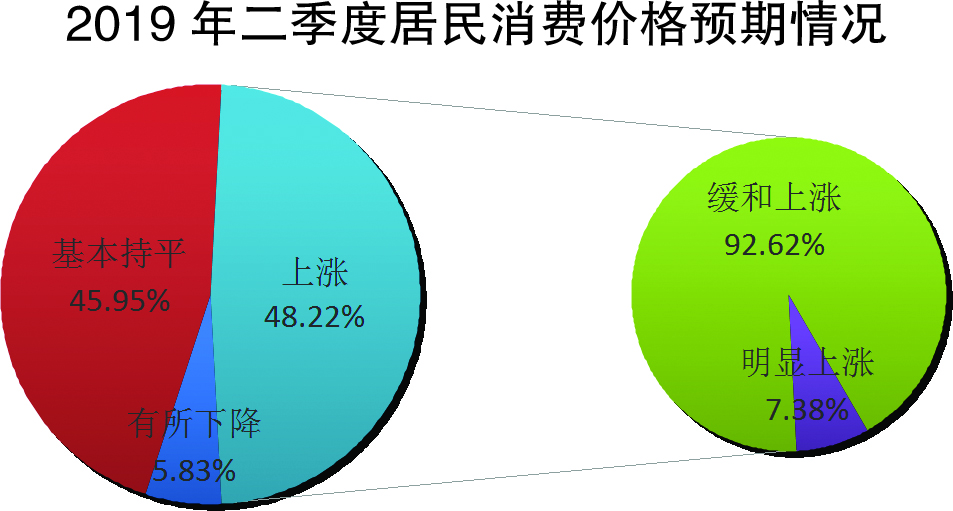 2019 年二季度居民消费价格预期情况
基本持平
45.95%
上涨
48.22%
有所下降
5.83%
缓和上涨
92.62%
明显上涨
7.38%